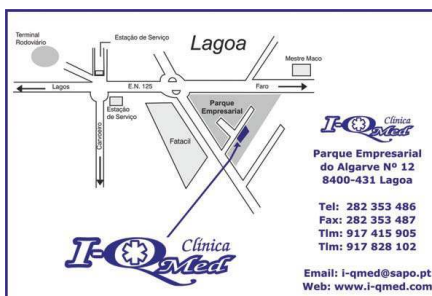 Terminal
Rodoviário
Estação de Serviço
Lagoa
Mestre Maco
Lagos
E.N. 125
Faro
Estação
de Serviço
Parque
Empresarial
Carvoeiro
Fatacil
I-QMed Clínica
Parque Empresarial
do Algarve Nº 12
8400-431 Lagoa
Tel: 282 353 486
Fax: 282 353 487
Tlm: 917 415 905
Tlm: 917 828 102
I-QMed Clínica
Email: i-qmed@sapo.pt
Web: www.i-qmed.com